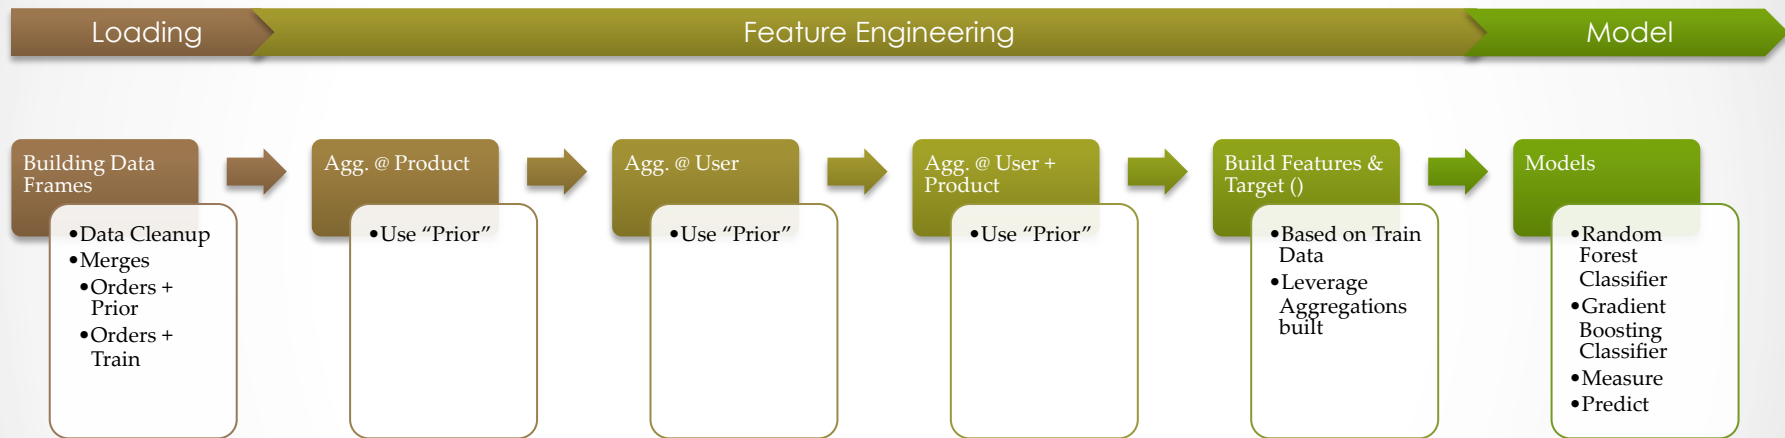 Loading
Feature Engineering
Model
Building Data
Frames
•Data Cleanup
•Merges
•Orders +
Prior
•Orders +
Train
Agg. @ Product
•Use “Prior”
Agg. @ User
•Use “Prior”
Agg. @ User +
Product
•Use “Prior”
Build Features &
Target ()
•Based on Train
Data
•Leverage
Aggregations
built
Models
•Random
Forest
Classifier
•Gradient
Boosting
Classifier
•Measure
•Predict